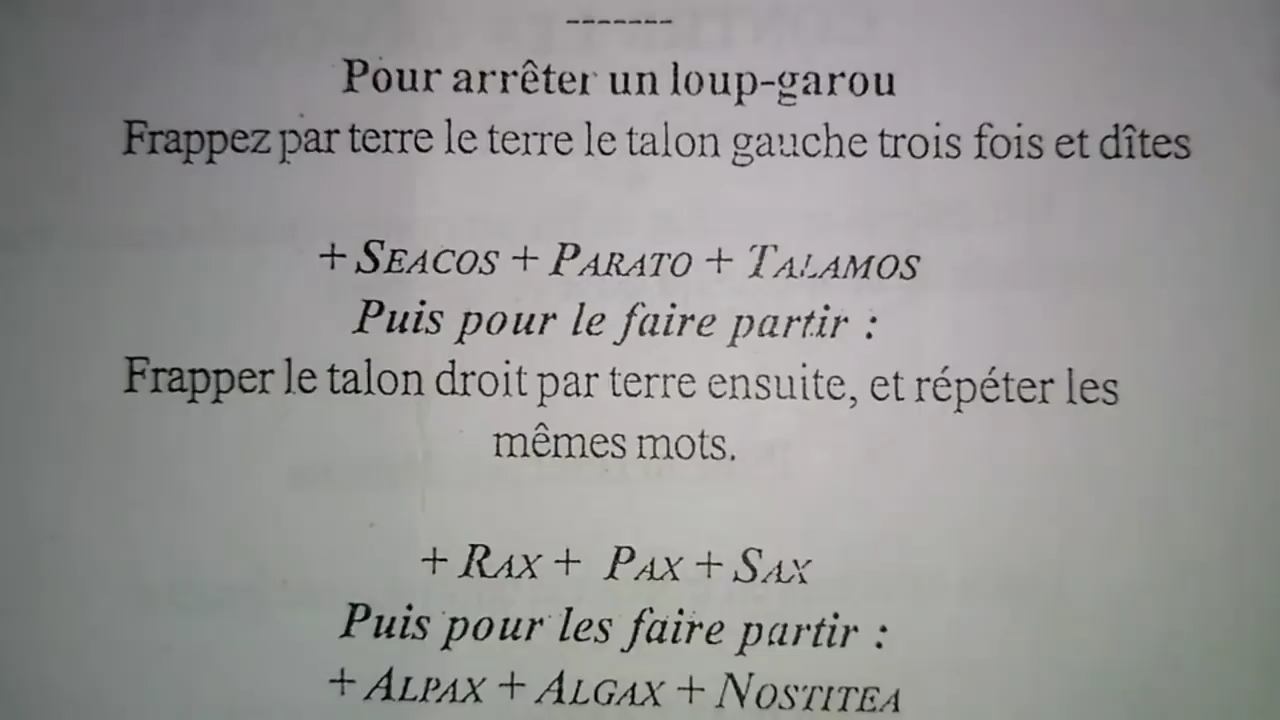 -------
Pour arrêter un loup-garou
Frappez par terre le terre le talon gauche trois fois et dîtes
+ SEACOS + PARATO + TALAMOS
Puis pour le faire partir :
Frapper le talon droit par terre ensuite, et répéter les
mêmes mots.
+ RAX + PAX + SAX
Puis pour les faire partir :
+ ALPAX + ALGAX + NOSTITEA